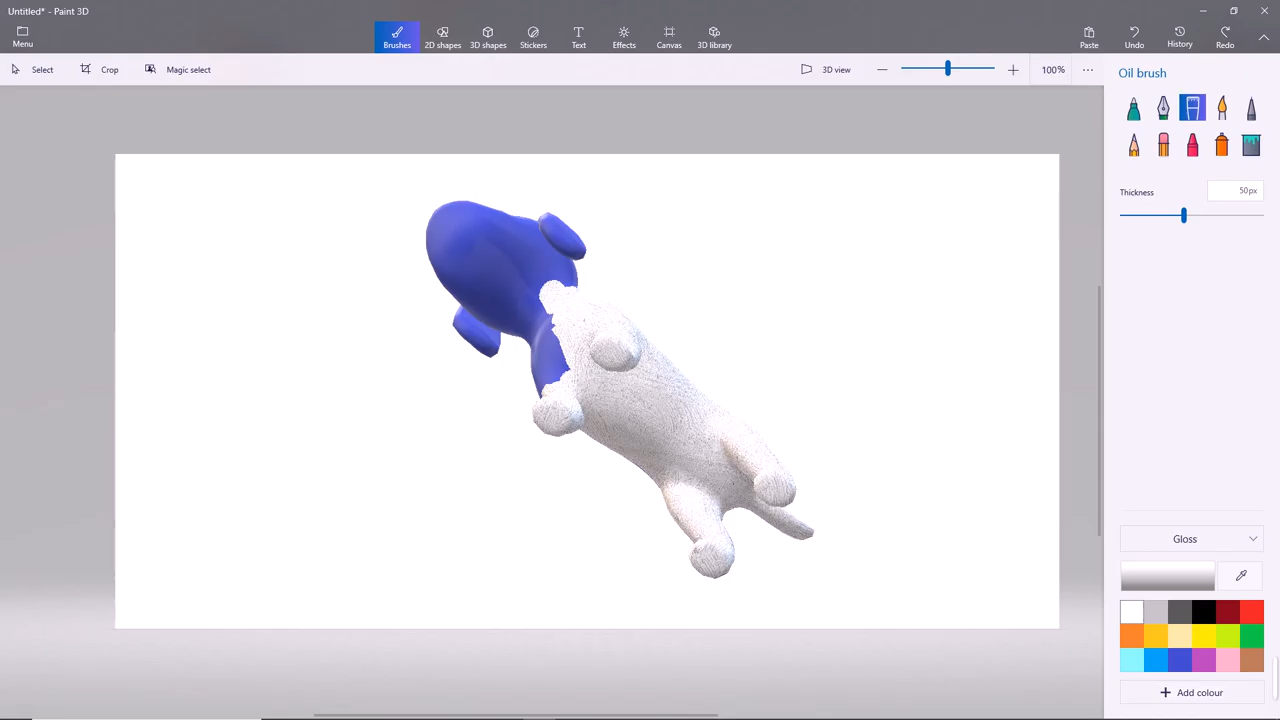 Untitled* - Paint 3D
Menu
Brushes
2D shapes
3D shapes
Stickers
Text
Effects
Canvas
3D library
Paste
Undo
History
Redo
Select
Crop
Magic select
3D view
100%
Oil brush
Thickness
50px
Gloss
Add colour